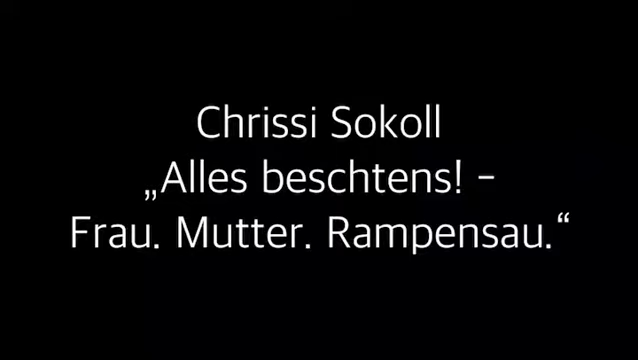 Chrissi Sokoll
„Alles beschtens! –
Frau. Mutter. Rampensau.“